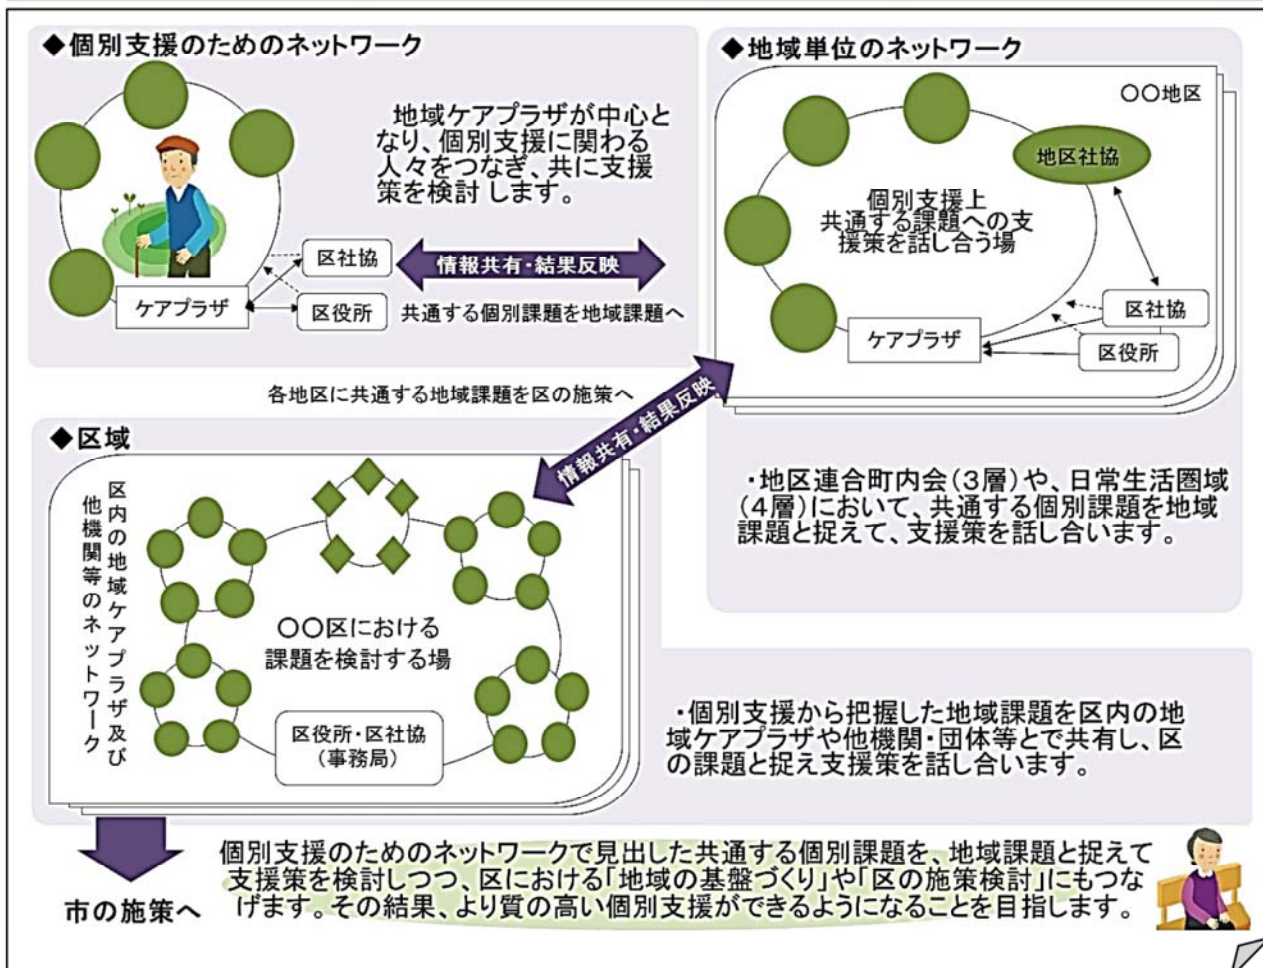 ◆個別支援のためのネットワーク
地域ケアプラザが中心と
なり、個別支援に関わる
人々をつなぎ、共に支援
策を検討します。
区社協
区役所
ケアプラザ
情報共有・結果反映
共通する個別課題を地域課題へ
◆地域単位のネットワーク
〇〇地区
地区社協
個別支援上
共通する課題への支
援策を話し合う場
区社協
区役所
ケアプラザ
各地区に共通する地域課題を区の施策へ
情報共有・結果反映
・地区連合町内会(3層)や、日常生活圏域
(4層)において、共通する個別課題を地域
課題と捉えて、支援策を話し合います。
◆区域
区内の地域ケアプラザ及び
他機関等のネットワーク
〇〇区における
課題を検討する場
区役所・区社協
(事務局)
・個別支援から把握した地域課題を区内の地
域ケアプラザや他機関・団体等とで共有し、区
の課題と捉え支援策を話し合います。
市の施策へ
個別支援のためのネットワークで見出した共通する個別課題を、地域課題と捉えて
支援策を検討しつつ、区における「地域の基盤づくり」や「区の施策検討」にもつな
げます。その結果、より質の高い個別支援ができるようになることを目指します。